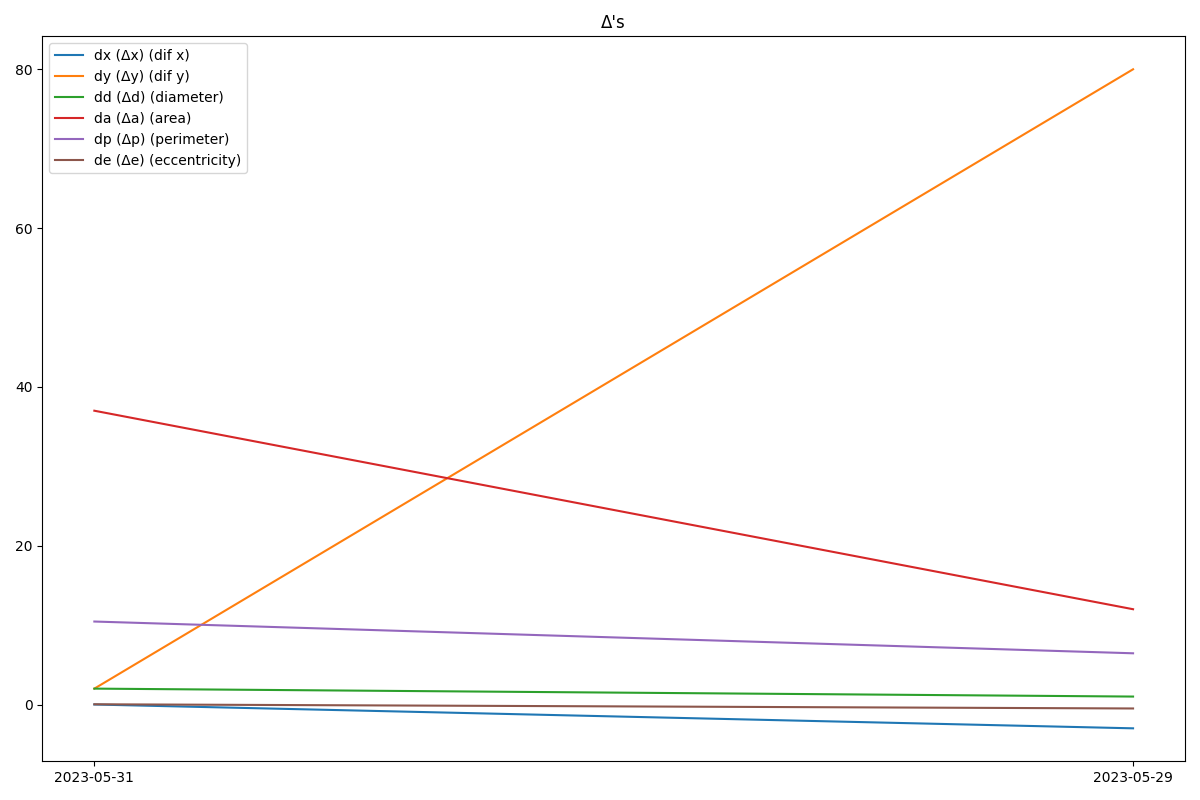 Δ's
dx (Δx) (dif x)
dy (Δy) (dif y)
dd (Δd) (diameter)
da (Δa) (area)
dp (Δp) (perimeter)
de (Δe) (eccentricity)
80
60
40
20
0
2023-05-31
2023-05-29